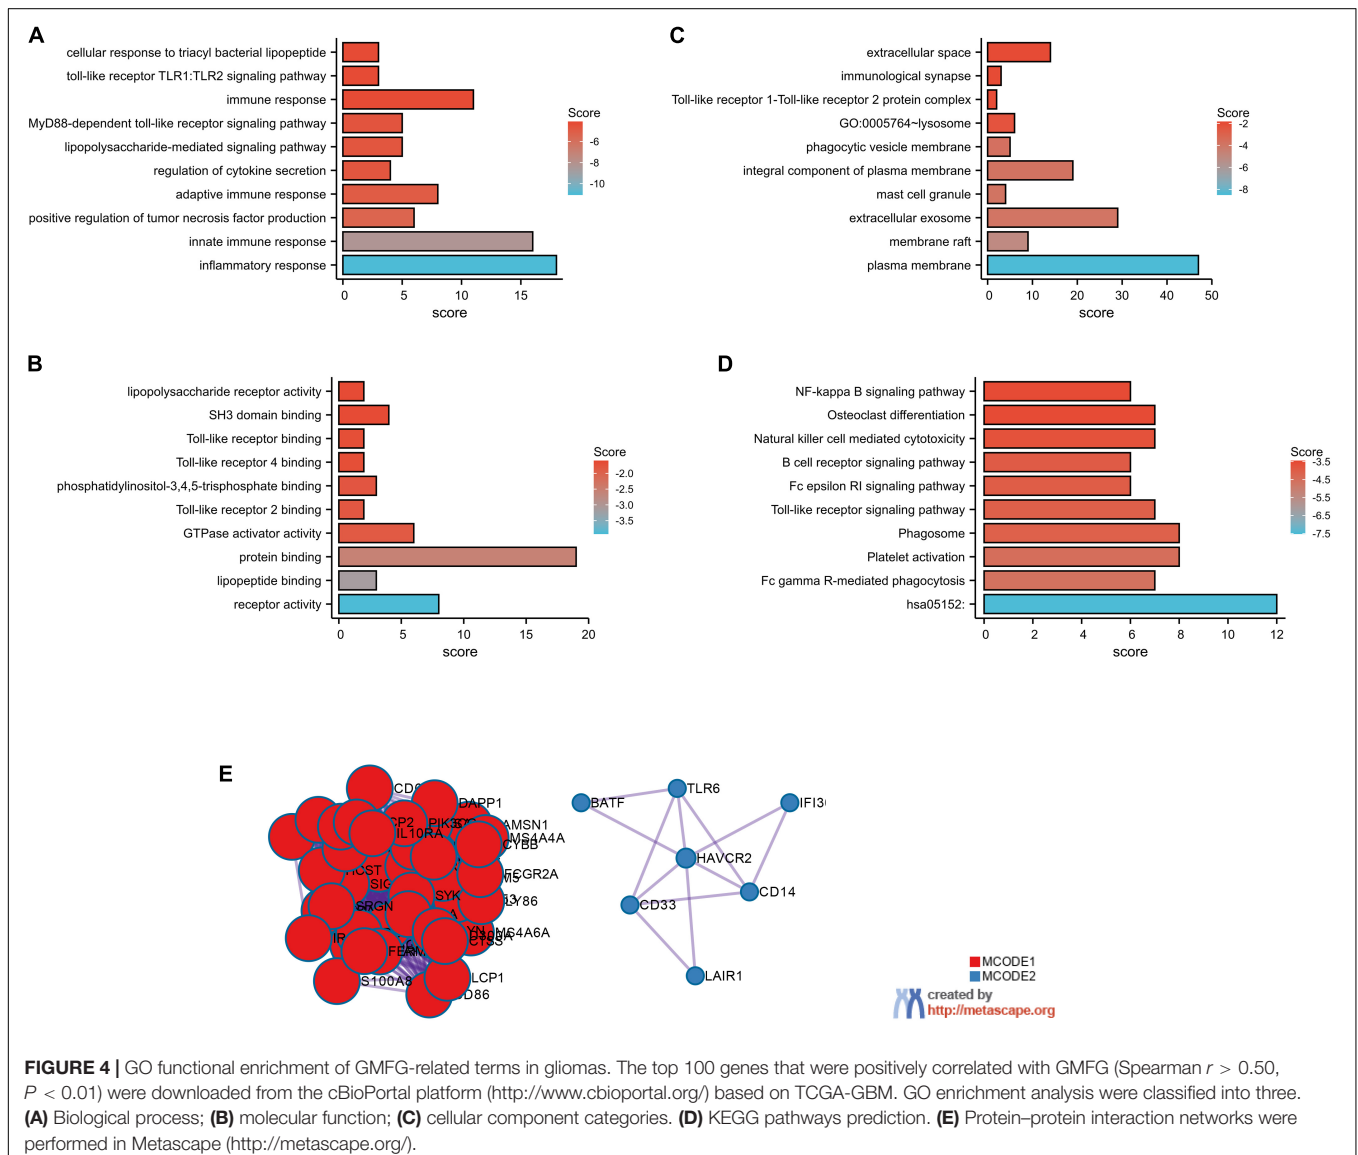 A
cellular response to triacyl bacterial lipopeptide
toll-like receptor TLR1:TLR2 signaling pathway
immune response
MyD88-dependent toll-like receptor signaling pathway
lipopolysaccharide-mediated signaling pathway
regulation of cytokine secretion
adaptive immune response
positive regulation of tumor necrosis factor production
innate immune response
inflammatory response
0 5 10 15
score
Score
-6
-8
-10
C
extracellular space
immunological synapse
Toll-like receptor 1-Toll-like receptor 2 protein complex
GO:0005764~lysosome
phagocytic vesicle membrane
integral component of plasma membrane
mast cell granule
extracellular exosome
membrane raft
plasma membrane
0 10 20 30 40 50
score
Score
-2
-4
-6
-8
B
lipopolysaccharide receptor activity
SH3 domain binding
Toll-like receptor binding
Toll-like receptor 4 binding
phosphatidylinositol-3,4,5-trisphosphate binding
Toll-like receptor 2 binding
GTPase activator activity
protein binding
lipopeptide binding
receptor activity
0 5 10 15 20
score
Score
-2.0
-2.5
-3.0
-3.5
D
NF-kappa B signaling pathway
Osteoclast differentiation
Natural killer cell mediated cytotoxicity
B cell receptor signaling pathway
Fc epsilon RI signaling pathway
Toll-like receptor signaling pathway
Phagosome
Platelet activation
Fc gamma R-mediated phagocytosis
hsa05152:
0 2 4 6 8 10 12
score
Score
-3.5
-4.5
-5.5
-6.5
-7.5
E
DAPP1
IL10RA
AMSN1
MS4A4A
CYBB
FCGR2A
SYK
LY86
SRGN
MS4A6A
S100A8
LCP1
CD86
BATF
TLR6
IFI3
HAVCR2
CD33
CD14
LAIR1
MCODE1
MCODE2
created by
http://metascape.org
FIGURE 4 | GO functional enrichment of GMFG-related terms in gliomas. The top 100 genes that were positively correlated with GMFG (Spearman r > 0.50,
P < 0.01) were downloaded from the cBioPortal platform (http://www.cbioportal.org/) based on TCGA-GBM. GO enrichment analysis were classified into three.
(A) Biological process; (B) molecular function; (C) cellular component categories. (D) KEGG pathways prediction. (E) Protein–protein interaction networks were
performed in Metascape (http://metascape.org/).